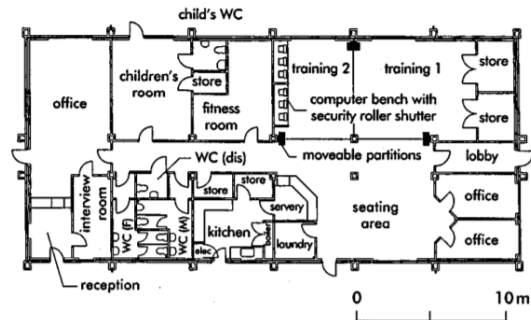 child's WC
children's
room
store
training 2
training 1
store
office
fitness
room
computer bench with
security roller shutter
store
WC (dis)
moveable partitions
lobby
interview
room
store
store
servery
seating
area
office
WC (F)
WC (M)
kitchen
boiler
laundry
office
elec
reception
0
10m